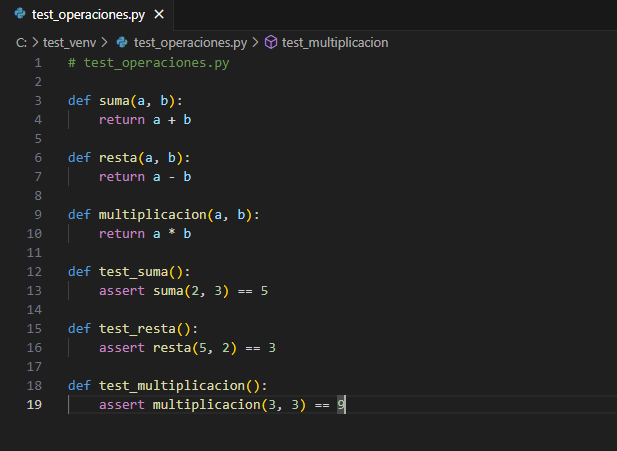 test_operaciones.py
C: > test_venv > test_operaciones.py > test_multiplicacion
1 # test_operaciones.py
2
3 def suma(a, b):
4     return a + b
5
6 def resta(a, b):
7     return a - b
8
9 def multiplicacion(a, b):
10     return a * b
11
12 def test_suma():
13     assert suma(2, 3) == 5
14
15 def test_resta():
16     assert resta(5, 2) == 3
17
18 def test_multiplicacion():
19     assert multiplicacion(3, 3) == 9